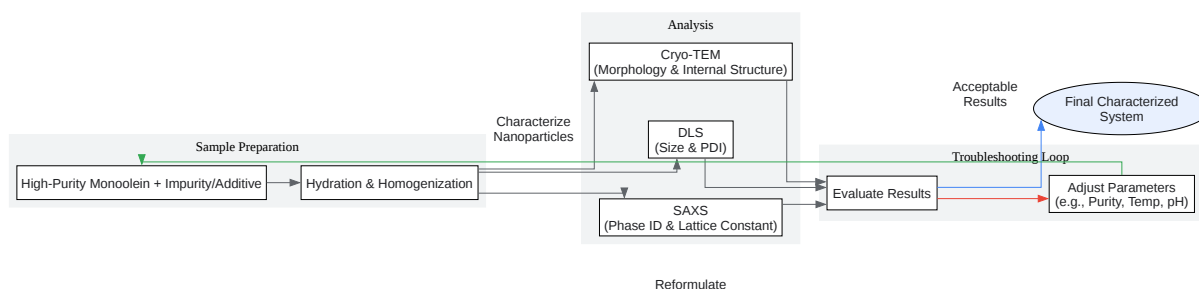 Analysis
Cryo-TEM
(Morphology & Internal Structure)
Acceptable
Results
Final Characterized
System
Characterize
Nanoparticles
DLS
(Size & PDI)
Sample Preparation
Troubleshooting Loop
High-Purity Monoolein + Impurity/Additive
Hydration & Homogenization
Evaluate Results
Adjust Parameters
(e.g., Purity, Temp, pH)
SAXS
(Phase ID & Lattice Constant)
Reformulate